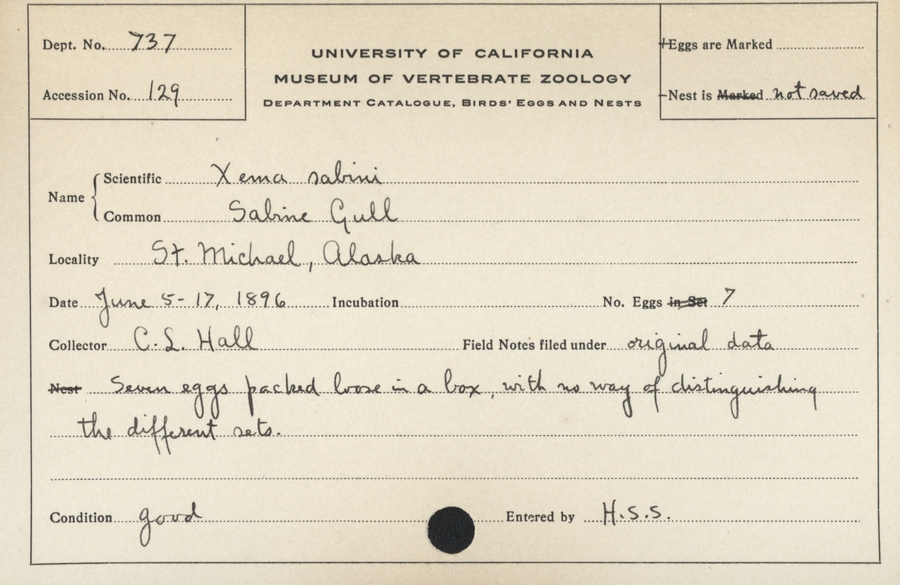 Dept. No. 737
Accession No. 129
UNIVERSITY OF CALIFORNIA
MUSEUM OF VERTEBRATE ZOOLOGY
DEPARTMENT CATALOGUE, BIRDS' EGGS AND NESTS
Eggs are Marked
Nest is Marked not saved
Name
Scientific Xema sabini
Common Sabine Gull
Locality St. Michael, Alaska
Date June 5-17, 1896 Incubation No. Eggs in Set 7
Collector C. L. Hall Field Notes filed under original data
Nest Seven eggs packed loose in a box, with no way of distinguishing
the different sets.
Condition good Entered by H.S.S.